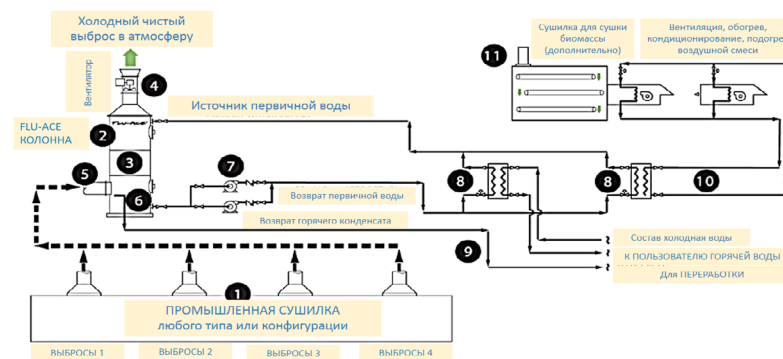 Холодный чистый
выброс в атмосферу
Вентилятор
4
Сушилка для сушки
биомассы
(дополнительно)
Вентиляция, обогрев,
кондиционирование, подогрев
воздушной смеси
11
Источник первичной воды
FLU-ACE
КОЛОННА
2
FLU-ACE
3
5
6
7
8
8
10
Возврат первичной воды
Возврат горячего конденсата
9
Состав холодная воды
К ПОЛЬЗОВАТЕЛЮ ГОРЯЧЕЙ ВОДЫ
Для ПЕРЕРАБОТКИ
1
ПРОМЫШЛЕННАЯ СУШИЛКА
любого типа или конфигурации
ВЫБРОСЫ 1
ВЫБРОСЫ 2
ВЫБРОСЫ 3
ВЫБРОСЫ 4